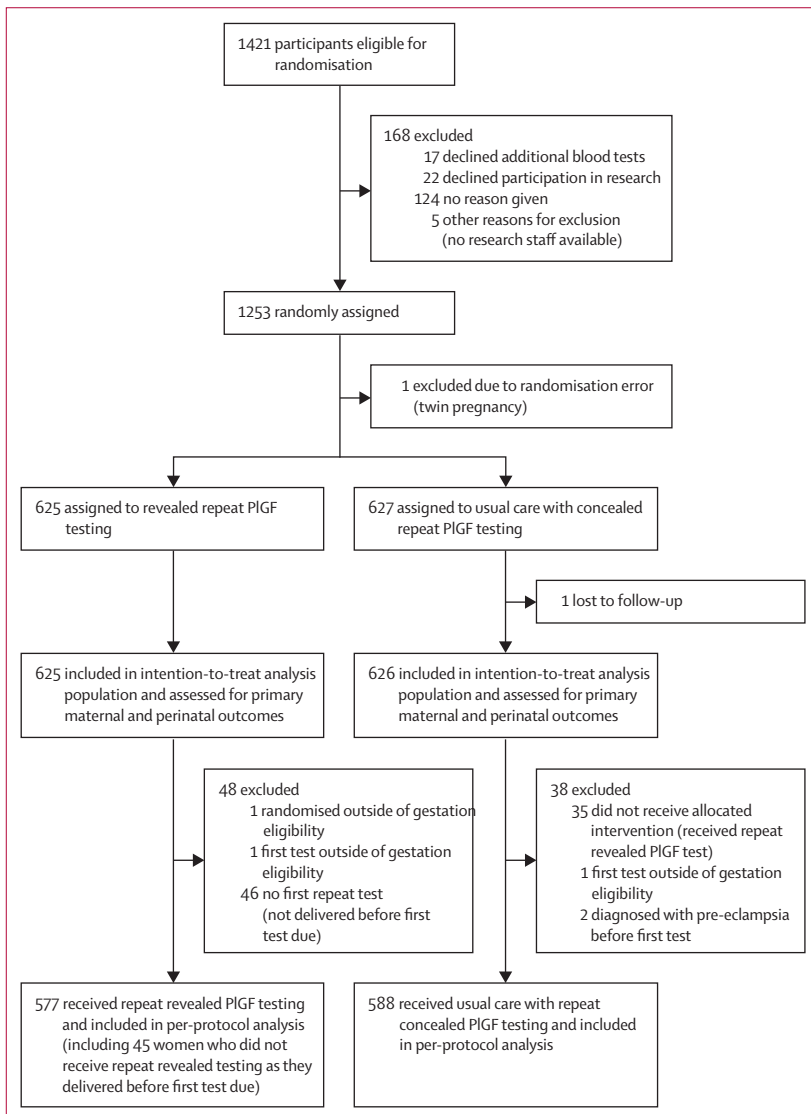 1421 participants eligible for
randomisation
168 excluded
17 declined additional blood tests
22 declined participation in research
124 no reason given
5 other reasons for exclusion
(no research staff available)
1253 randomly assigned
1 excluded due to randomisation error
(twin pregnancy)
625 assigned to revealed repeat PlGF
testing
627 assigned to usual care with concealed
repeat PlGF testing
1 lost to follow-up
625 included in intention-to-treat analysis
population and assessed for primary
maternal and perinatal outcomes
626 included in intention-to-treat analysis
population and assessed for primary
maternal and perinatal outcomes
48 excluded
1 randomised outside of gestation
eligibility
1 first test outside of gestation
eligibility
46 no first repeat test
(not delivered before first
test due)
38 excluded
35 did not receive allocated
intervention (received repeat
revealed PlGF test)
1 first test outside of gestation
eligibility
2 diagnosed with pre-eclampsia
before first test
577 received repeat revealed PlGF testing
and included in per-protocol analysis
(including 45 women who did not
receive repeat revealed testing as they
delivered before first test due)
588 received usual care with repeat
concealed PlGF testing and included
in per-protocol analysis